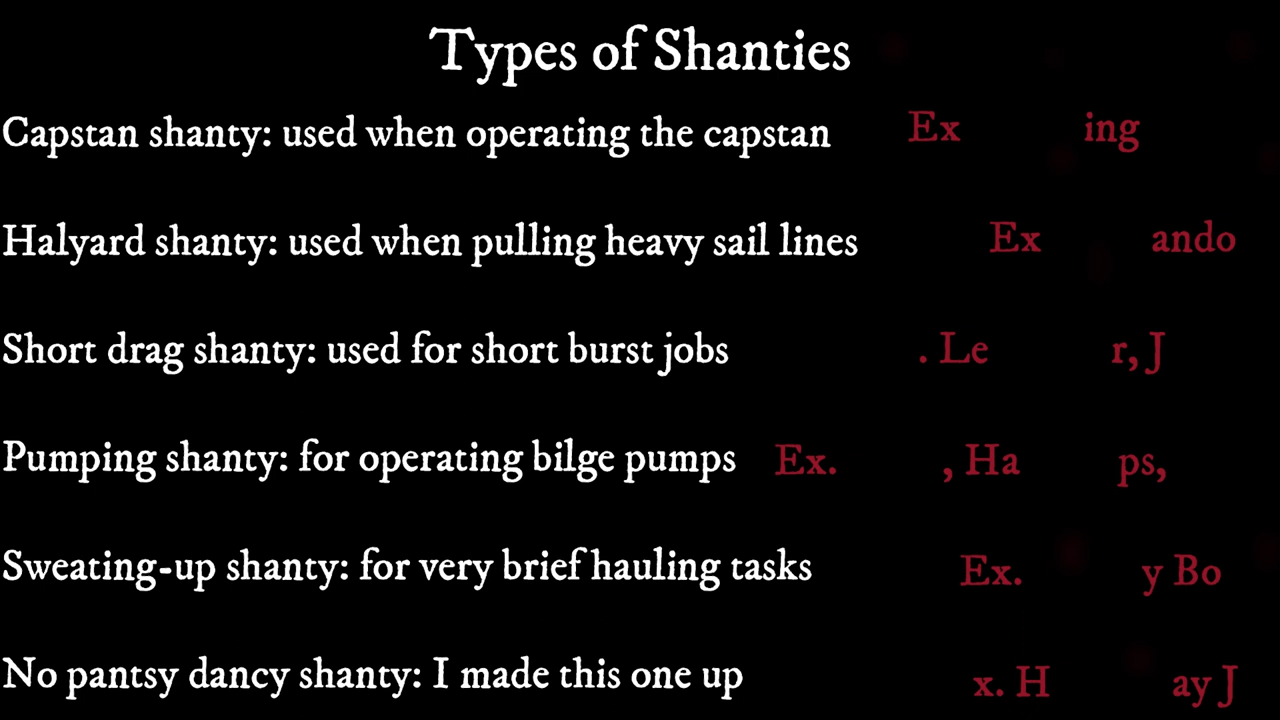 Types of Shanties
Capstan shanty: used when operating the capstan Ex ing
Halyard shanty: used when pulling heavy sail lines Ex ando
Short drag shanty: used for short burst jobs . Le r, J
Pumping shanty: for operating bilge pumps Ex. , Ha ps,
Sweating-up shanty: for very brief hauling tasks Ex. y Bo
No pantsy dancy shanty: I made this one up x. H ay J